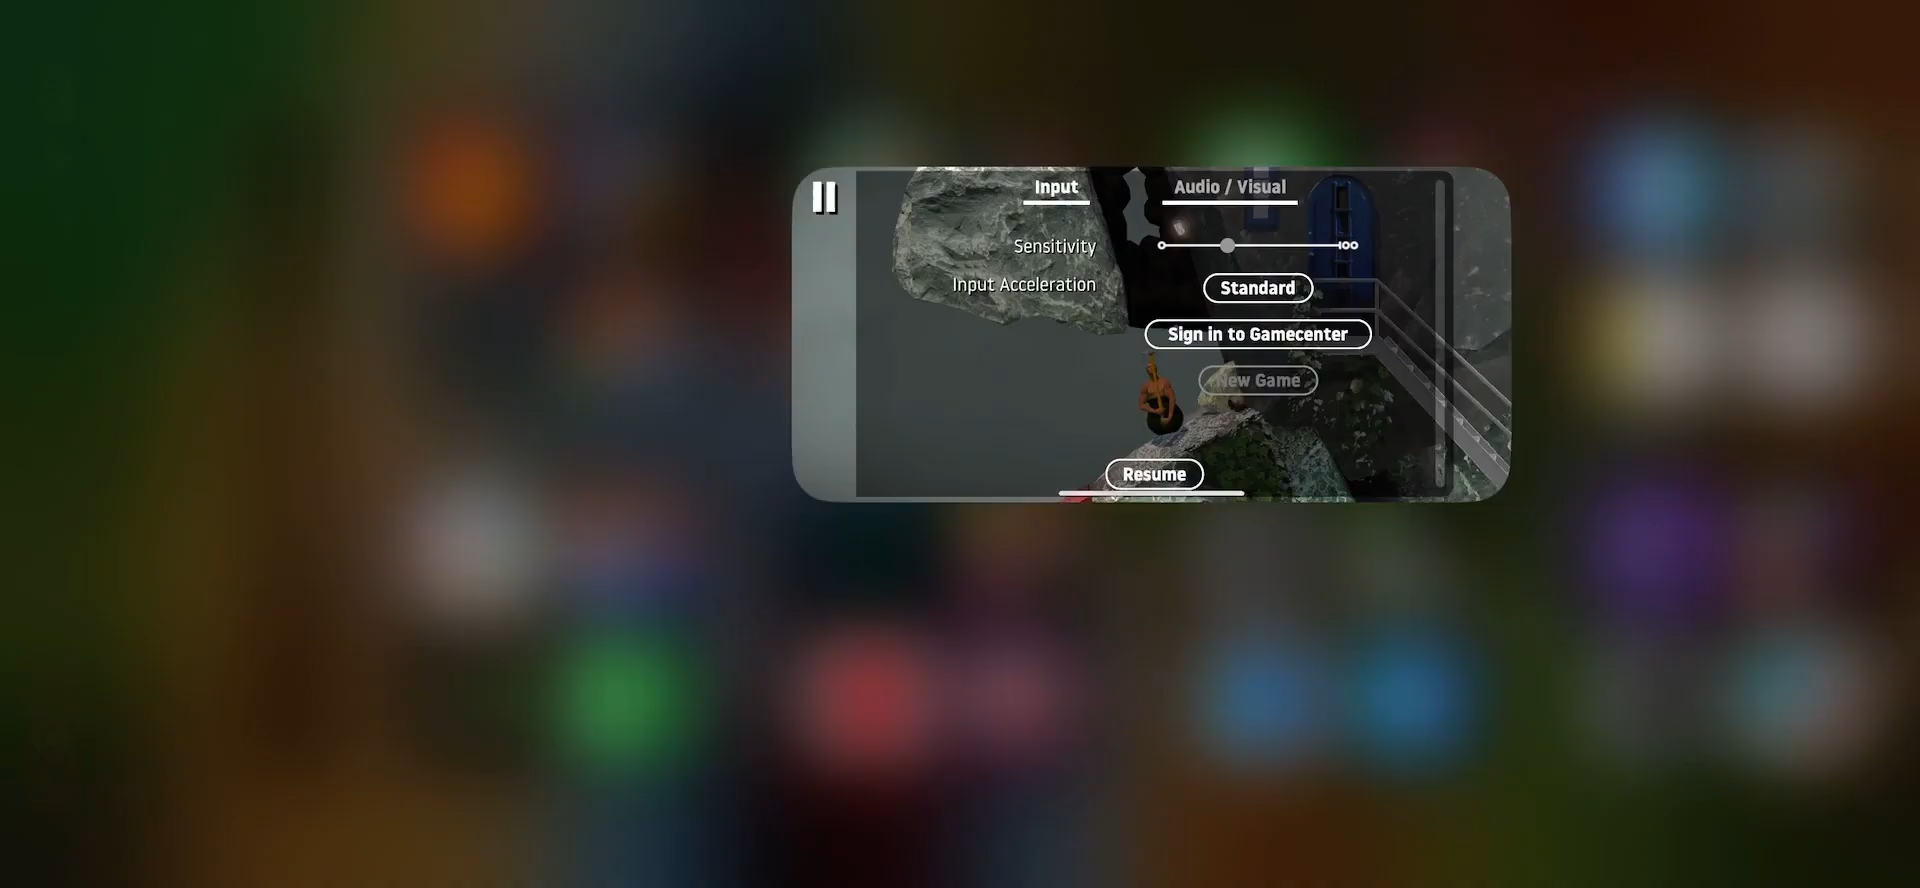 Input
Audio / Visual
Sensitivity
Input Acceleration
Standard
Sign in to Gamecenter
New Game
Resume